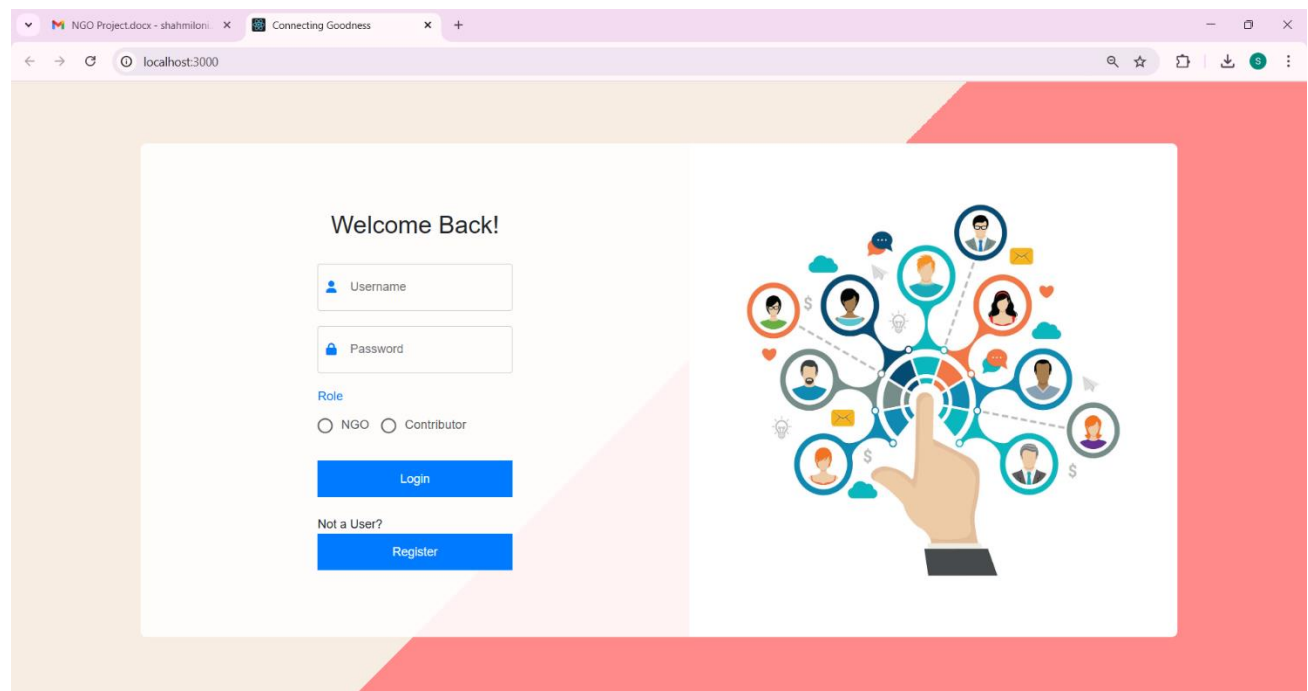 NGO Project.docx - shahmiloni.
Connecting Goodness
localhost:3000
S
Welcome Back!
Username
Password
Role
NGO Contributor
Login
Not a User?
Register
$
$
$